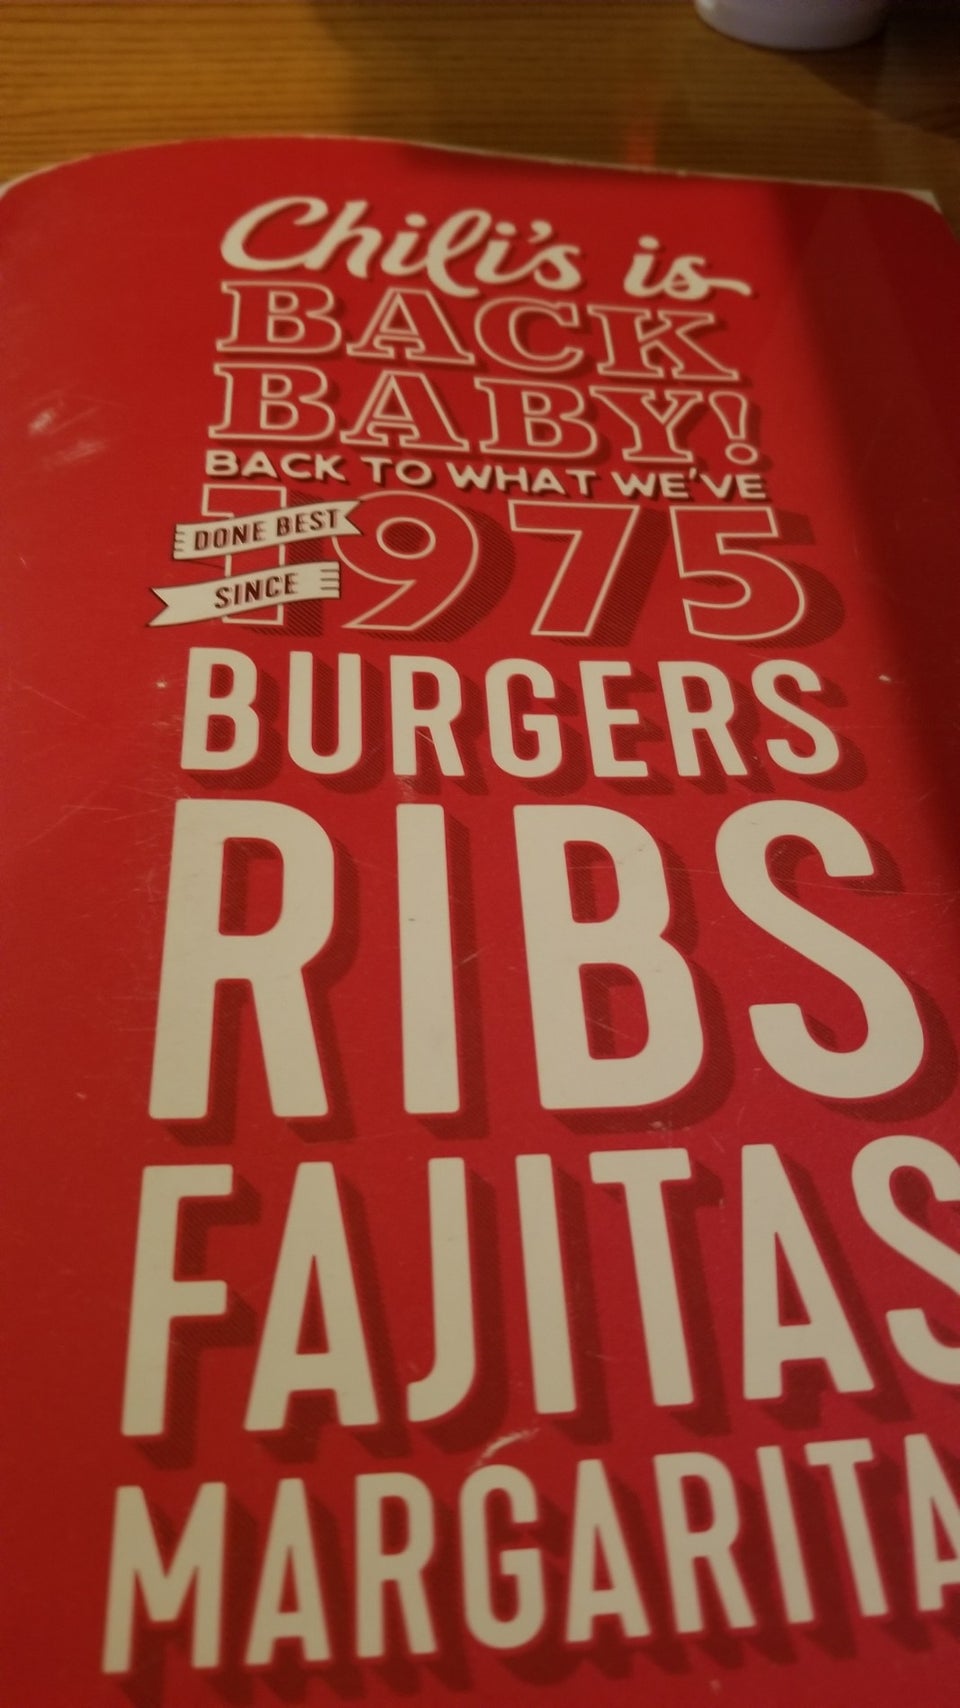 Chili's is
BACK
BABY!
BACK TO WHAT WE'VE
DONE BEST
SINCE
1975
BURGERS
RIBS
FAJITAS
MARGARITA